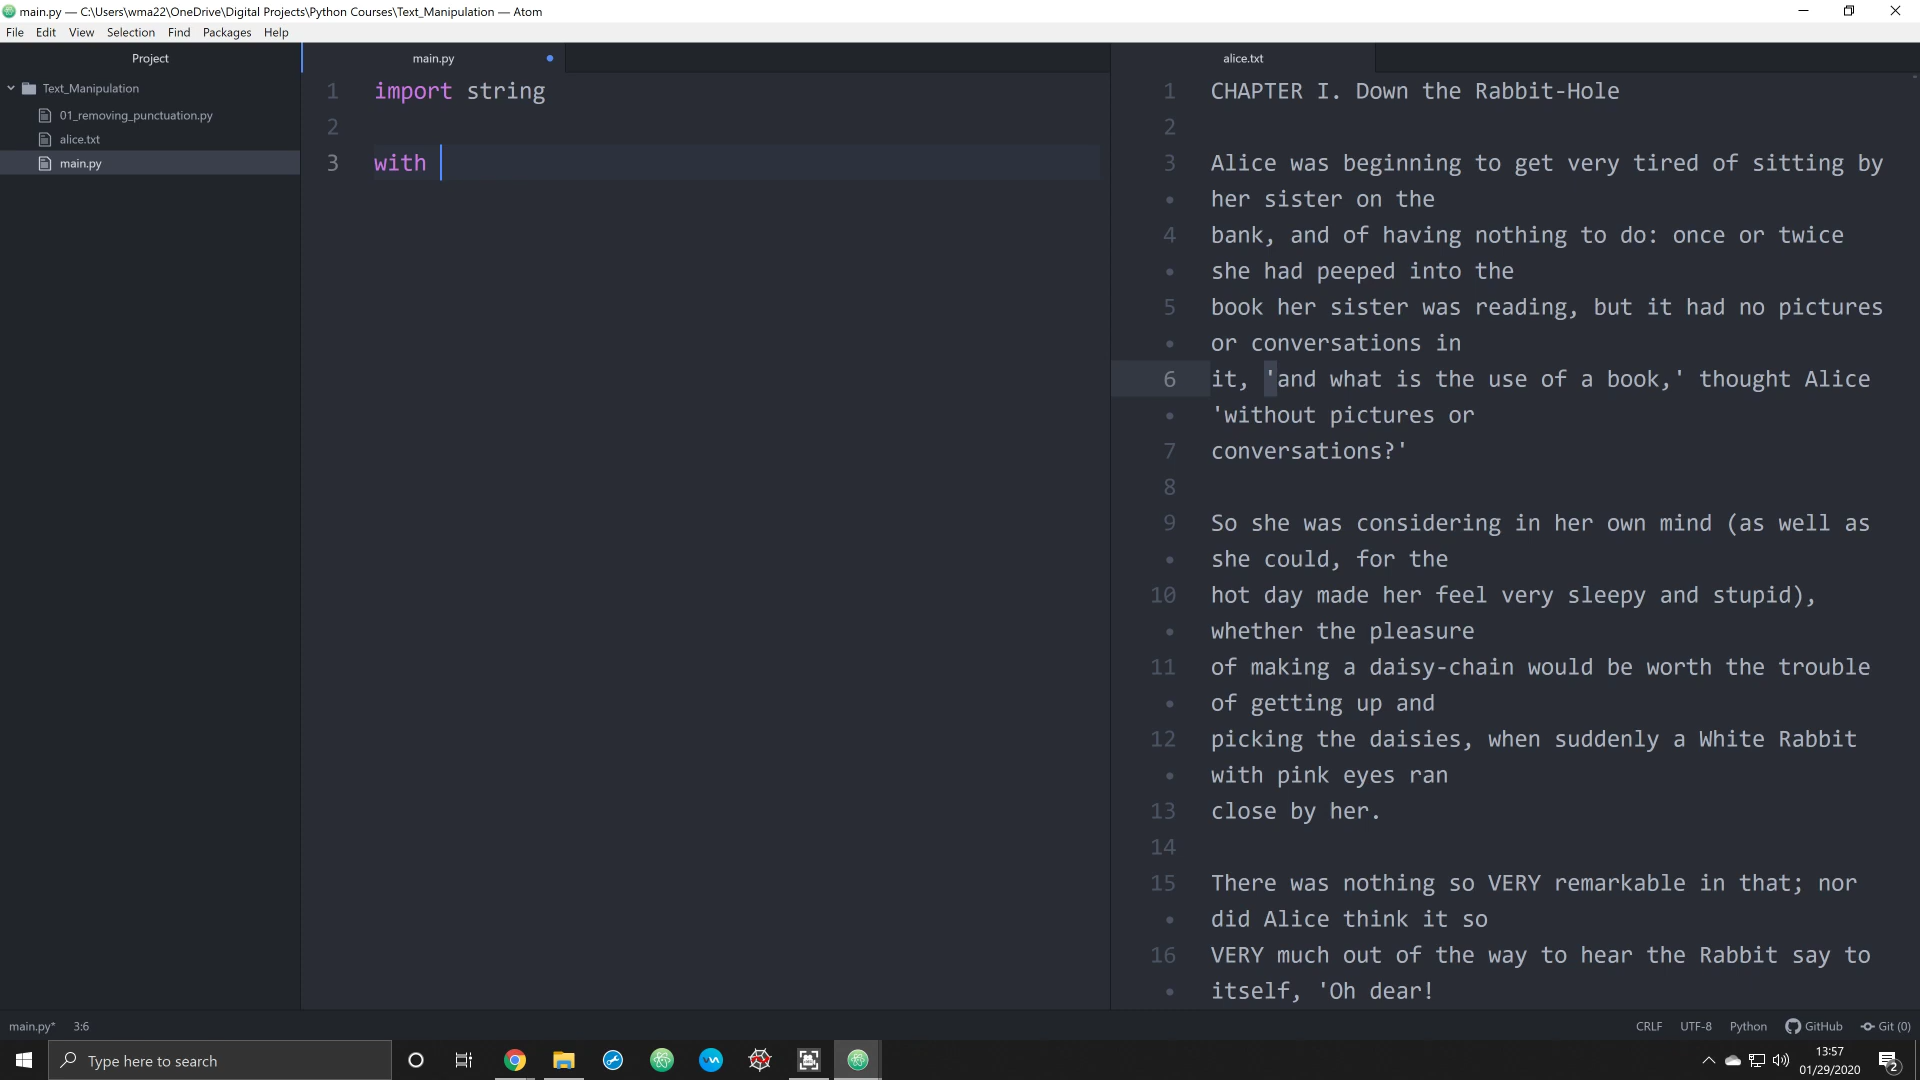 main.py — C:\Users\wma22\OneDrive\Digital Projects\Python Courses\Text_Manipulation — Atom
File Edit View Selection Find Packages Help
Project
Text_Manipulation
01_removing_punctuation.py
alice.txt
main.py
main.py
1 import string
2
3 with
alice.txt
1 CHAPTER I. Down the Rabbit-Hole
2
3 Alice was beginning to get very tired of sitting by
• her sister on the
4 bank, and of having nothing to do: once or twice
• she had peeped into the
5 book her sister was reading, but it had no pictures
• or conversations in
6 it, 'and what is the use of a book,' thought Alice
• 'without pictures or
7 conversations?'
8
9 So she was considering in her own mind (as well as
• she could, for the
10 hot day made her feel very sleepy and stupid),
• whether the pleasure
11 of making a daisy-chain would be worth the trouble
• of getting up and
12 picking the daisies, when suddenly a White Rabbit
• with pink eyes ran
13 close by her.
14
15 There was nothing so VERY remarkable in that; nor
• did Alice think it so
16 VERY much out of the way to hear the Rabbit say to
• itself, 'Oh dear!
main.py* 3:6
CRLF UTF-8 Python GitHub Git (0)
Type here to search
13:57
01/29/2020
2